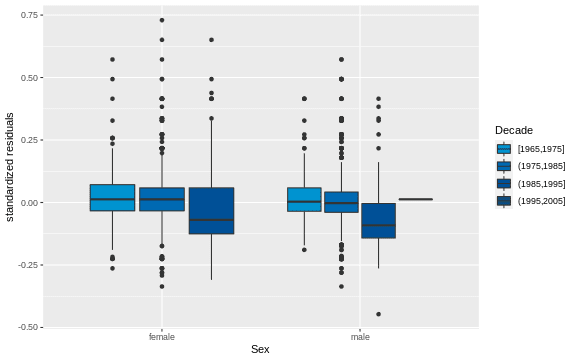 0.75
0.50
0.25
0.00
-0.25
-0.50
standardized residuals
female
male
Sex
Decade
[1965,1975]
(1975,1985]
(1985,1995]
(1995,2005]